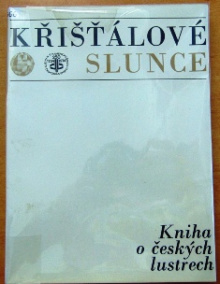 KŘIŠŤÁLOVÉ
SLUNCE
Kniha
o českých
lustrech